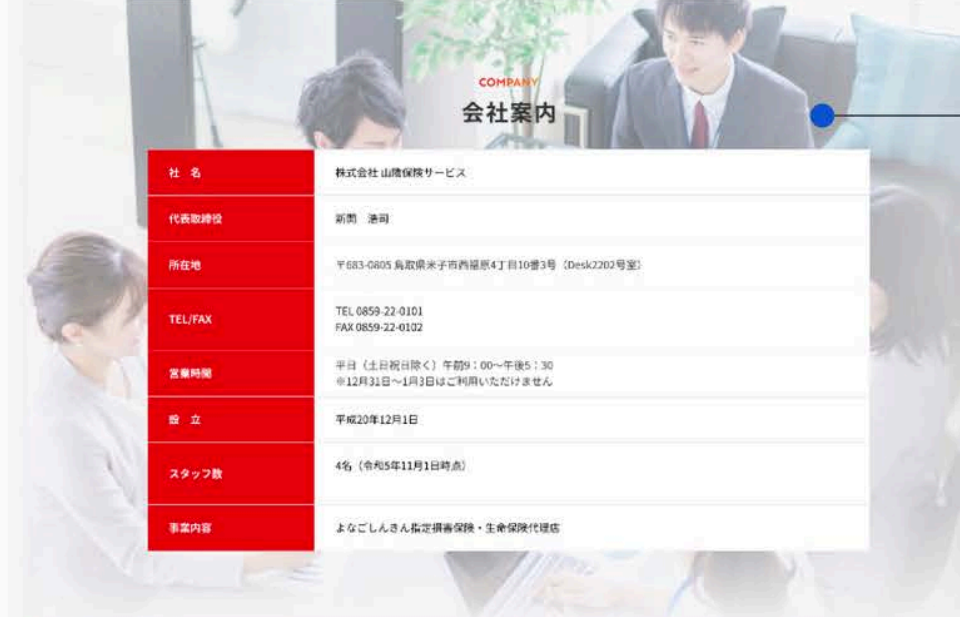 COMPANY
会社案内
社　名
株式会社 山陰保険サービス
代表取締役
新聞　浩司
所在地
〒683-0805 鳥取県米子市西福原4丁目10番3号（Desk2202号室）
TEL/FAX
TEL 0859-22-0101
FAX 0859-22-0102
営業時間
平日（土日祝日除く）午前9：00～午後5：30
※12月31日～1月3日はご利用いただけません
設　立
平成20年12月1日
スタッフ数
4名（令和5年11月1日時点）
事業内容
よなごしんきん指定損害保険・生命保険代理店